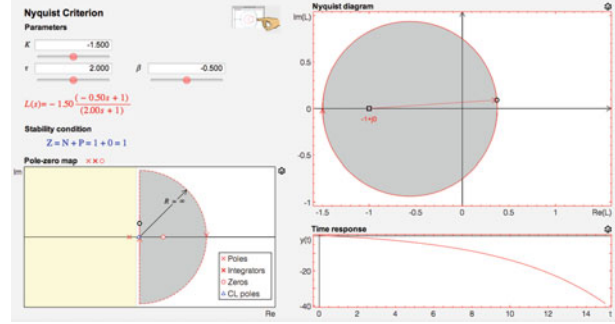 Nyquist Criterion
Parameters
K -1.500
τ 2.000 β -0.500
L(s)= − 1.50 (− 0.50s + 1) / (2.00s + 1)
Stability condition
Z = N + P = 1 + 0 = 1
Pole-zero map × × ○
Im
R = ∞
× Poles
× Integrators
○ Zeros
△ CL poles
Re
Nyquist diagram
Im(L)
1
0.5
0
-0.5
-1
-1+j0
-1.5 -1 -0.5 0 0.5 1
Re(L)
Time response
y(t)
0
-20
-40
0 2 4 6 8 10 12 14 t